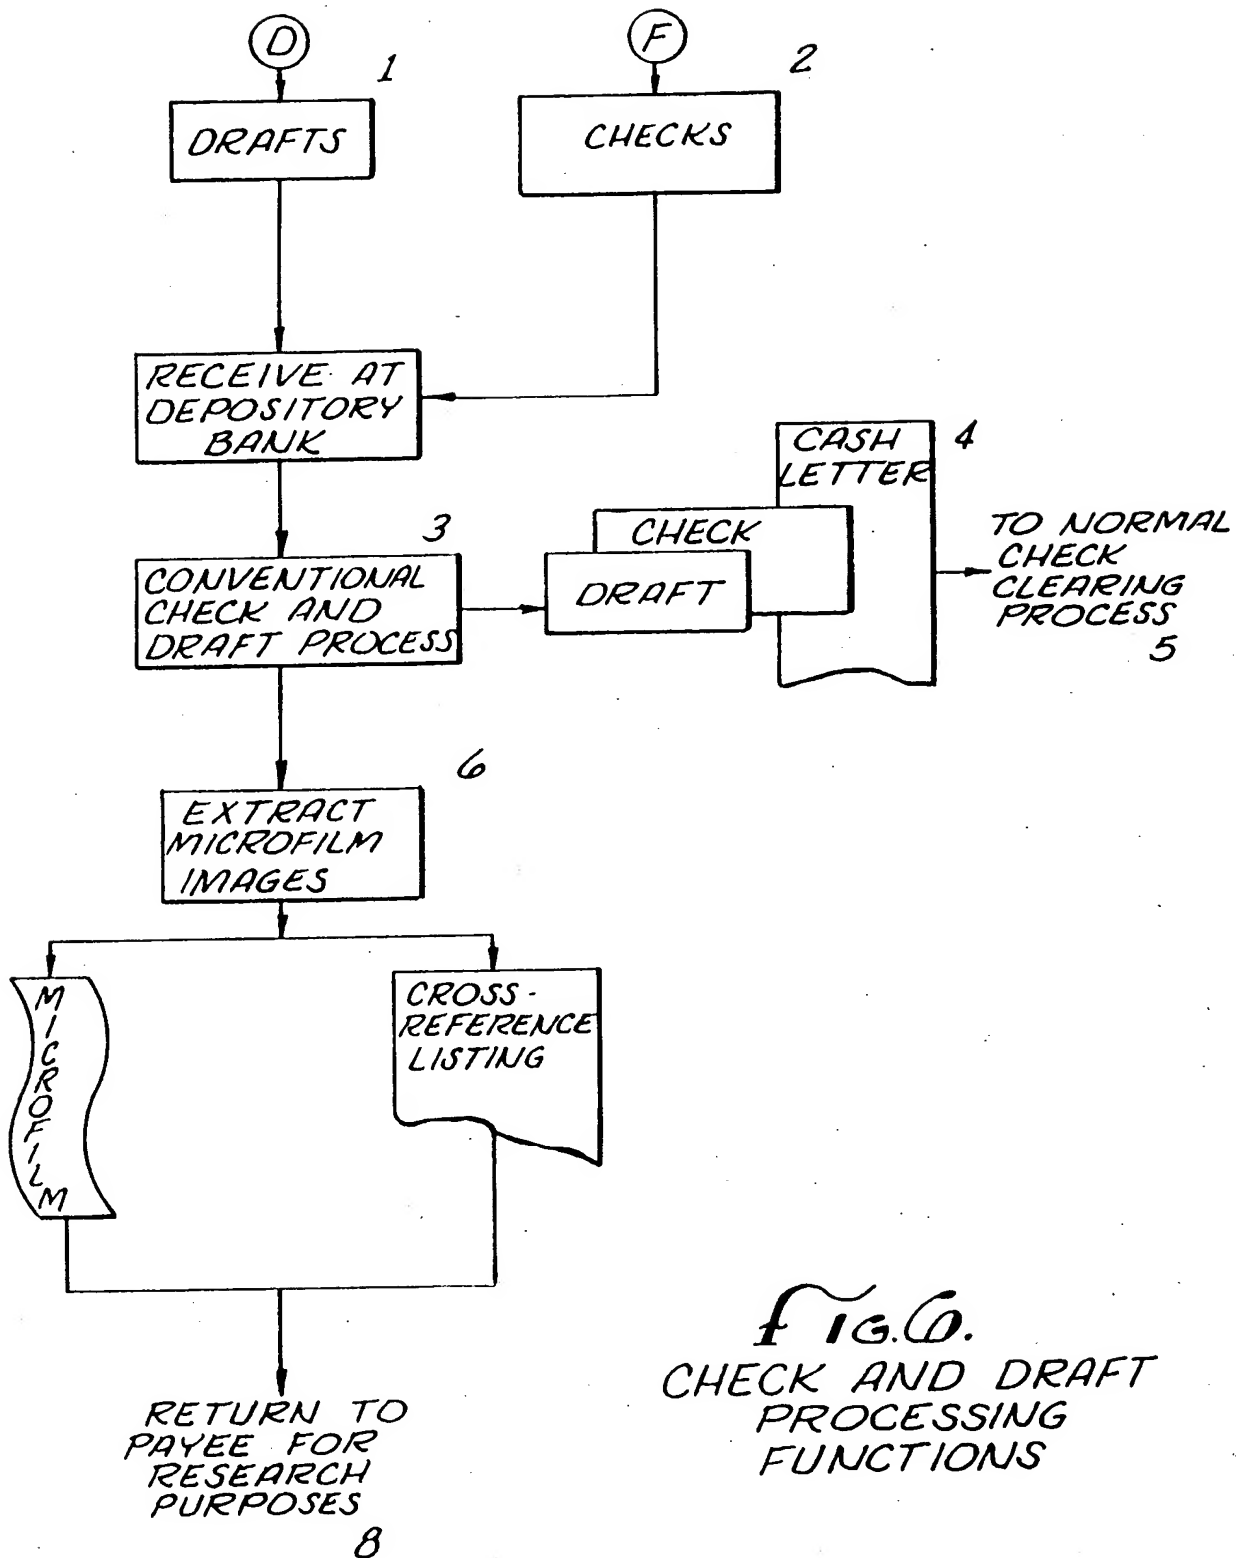 D
F
1
2
DRAFTS
CHECKS
RECEIVE AT
DEPOSITORY
BANK
3
CONVENTIONAL
CHECK AND
DRAFT PROCESS
CHECK
DRAFT
CASH
LETTER
4
TO NORMAL
CHECK
CLEARING
PROCESS
5
6
EXTRACT
MICROFILM
IMAGES
MICROFILM
CROSS-
REFERENCE
LISTING
RETURN TO
PAYEE FOR
RESEARCH
PURPOSES
8
FIG.6.
CHECK AND DRAFT
PROCESSING
FUNCTIONS